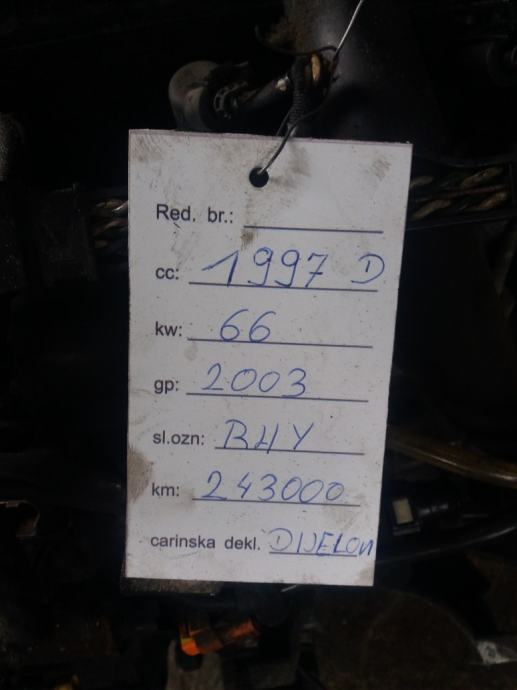 Red. br.:
cc: 1997 D
kw: 66
gp: 2003
sl.ozn: RHY
km: 243000
carinska dekl. DIJELOVI